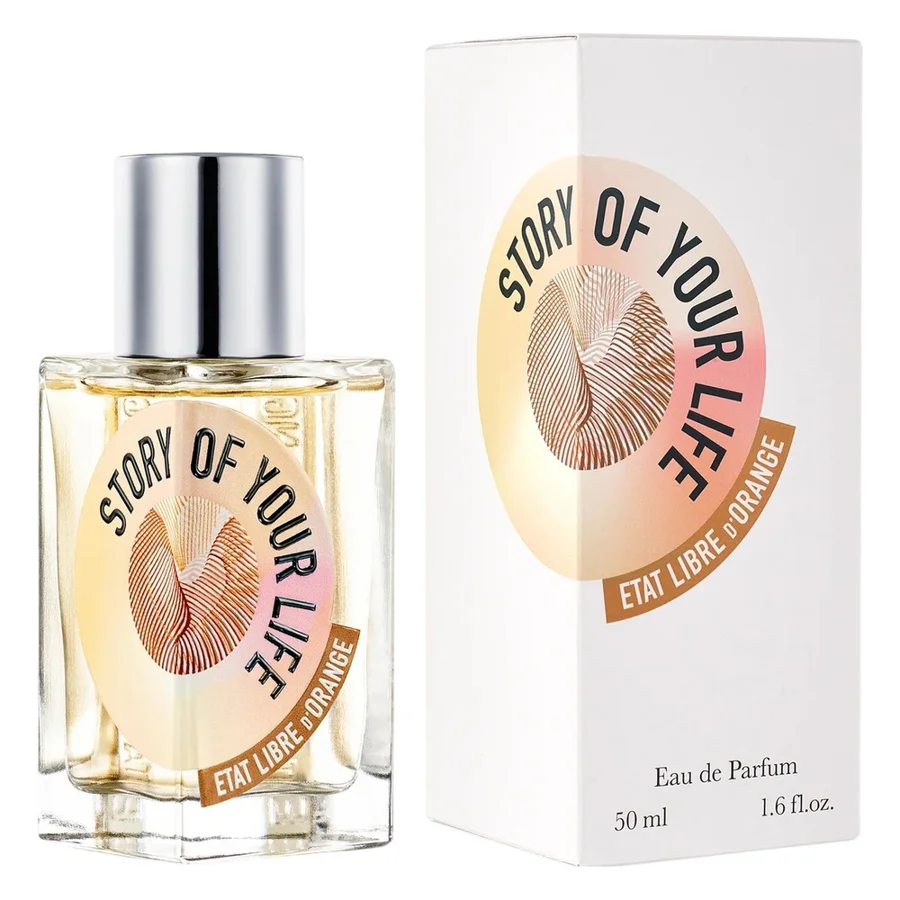 STORY OF YOUR LIFE
ETAT LIBRE D'ORANGE
STORY OF YOUR LIFE
ETAT LIBRE D'ORANGE
Eau de Parfum
50 ml 1.6 fl.oz.